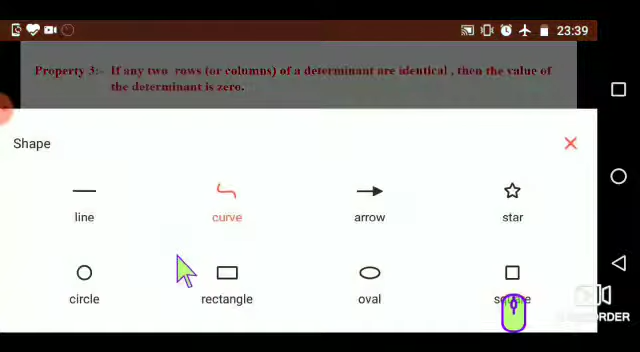 23:39
Property 3:- If any two rows (or columns) of a determinant are identical , then the value of
the determinant is zero.
Shape
line curve arrow star
circle rectangle oval square